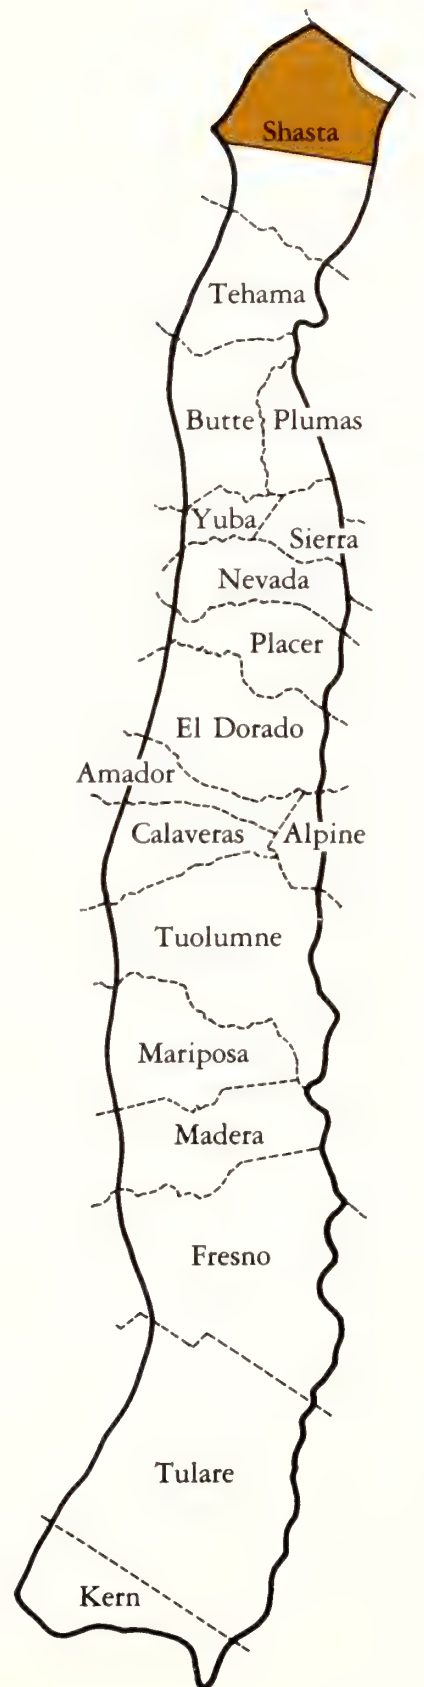 Shasta
Tehama
Butte Plumas
Yuba
Sierra
Nevada
Placer
El Dorado
Amador
Calaveras Alpine
Tuolumne
Mariposa
Madera
Fresno
Tulare
Kern